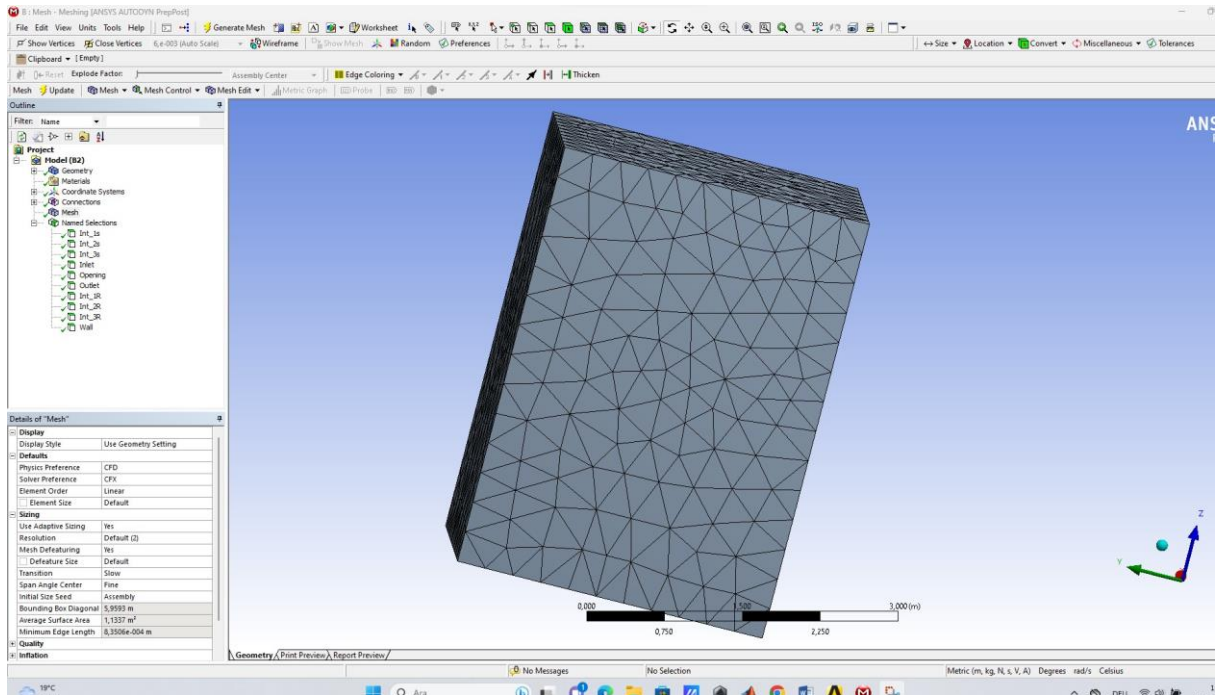 B : Mesh - Meshing [ANSYS AUTODYN PrepPost]
File Edit View Units Tools Help Generate Mesh Worksheet
Show Vertices Close Vertices 6,e-003 (Auto Scale) Wireframe Show Mesh Random Preferences Size Location Convert Miscellaneous Tolerances
Clipboard [Empty]
Reset Explode Factor: Assembly Center Edge Coloring Thicken
Mesh Update Mesh Mesh Control Mesh Edit Metric Graph Probe
Outline
Filter: Name
Project
Model (B2)
Geometry
Materials
Coordinate Systems
Connections
Mesh
Named Selections
Int_1s
Int_2s
Int_3s
Inlet
Opening
Outlet
Int_1R
Int_2R
Int_3R
Wall
Details of "Mesh"
Display
Display Style Use Geometry Setting
Defaults
Physics Preference CFD
Solver Preference CFX
Element Order Linear
Element Size Default
Sizing
Use Adaptive Sizing Yes
Resolution Default (2)
Mesh Defeaturing Yes
Defeature Size Default
Transition Slow
Span Angle Center Fine
Initial Size Seed Assembly
Bounding Box Diagonal 5,9593 m
Average Surface Area 1,1337 m²
Minimum Edge Length 8,3506e-004 m
Quality
Inflation
ANS
Z
Y
0,000 1,500 3,000 (m)
0,750 2,250
Geometry Print Preview Report Preview
No Messages No Selection Metric (m, kg, N, s, V, A) Degrees rad/s Celsius
19°C
Ara
DEU